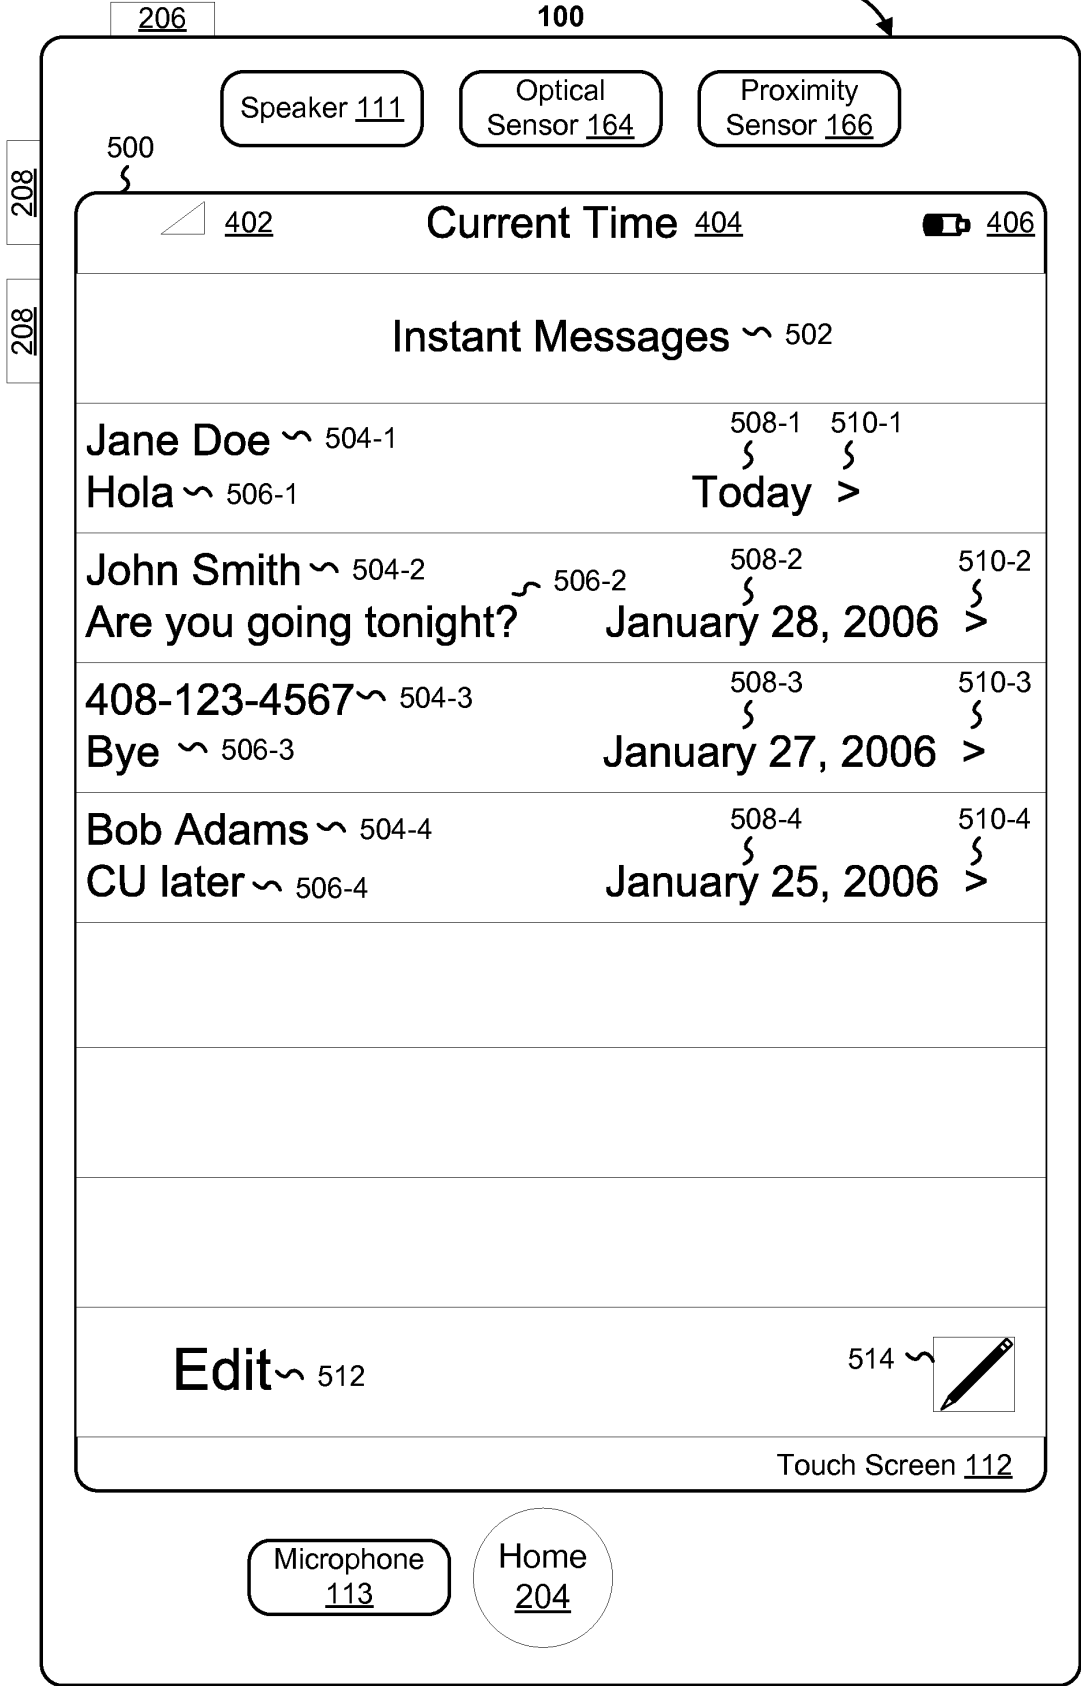 206
100
Speaker 111
Optical
Sensor 164
Proximity
Sensor 166
500
208
208
402
Current Time 404
406
Instant Messages 502
Jane Doe 504-1
508-1 510-1
Hola 506-1
Today >
John Smith 504-2
506-2
508-2
510-2
Are you going tonight?
January 28, 2006 >
408-123-4567 504-3
508-3
510-3
Bye 506-3
January 27, 2006 >
Bob Adams 504-4
508-4
510-4
CU later 506-4
January 25, 2006 >
Edit 512
514
Touch Screen 112
Microphone
113
Home
204